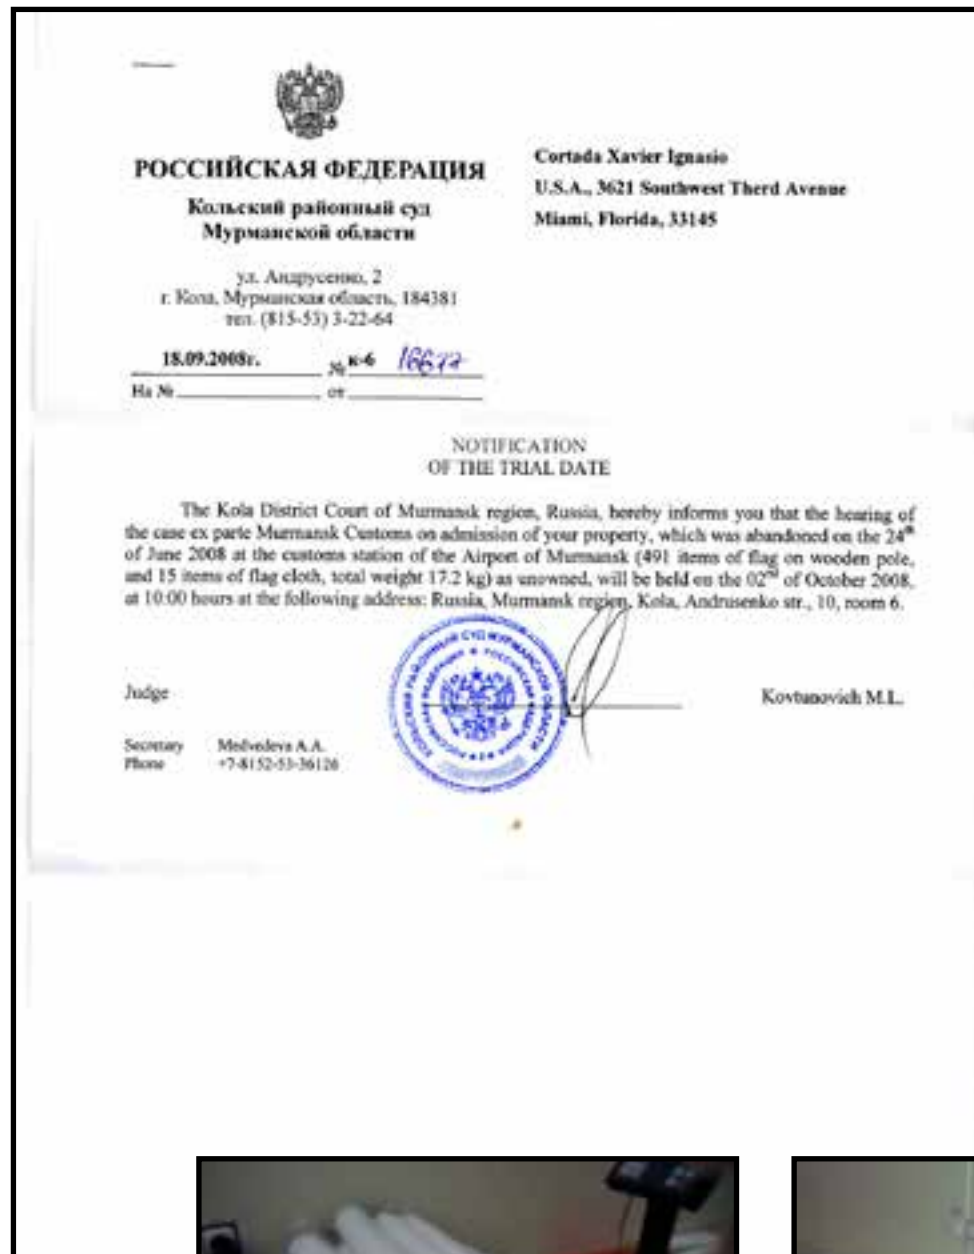 РОССИЙСКАЯ ФЕДЕРАЦИЯ
Кольский районный суд
Мурманской области
ул. Андрусенко, 2
г. Кола, Мурманская область, 184381
тел. (815-53) 3-22-64
18.09.2008г. № к-6 16677
На № от
Cortada Xavier Ignasio
U.S.A., 3621 Southwest Therd Avenue
Miami, Florida, 33145
NOTIFICATION
OF THE TRIAL DATE
The Kola District Court of Murmansk region, Russia, hereby informs you that the hearing of
the case ex parte Murmansk Customs on admission of your property, which was abandoned on the 24th
of June 2008 at the customs station of the Airport of Murmansk (491 items of flag on wooden pole,
and 15 items of flag cloth, total weight 17.2 kg) as unowned, will be held on the 02nd of October 2008,
at 10:00 hours at the following address: Russia, Murmansk region, Kola, Andrusenko str., 10, room 6.
КОЛЬСКИЙ РАЙОННЫЙ СУД МУРМАНСКОЙ ОБЛАСТИ
РОССИЙСКАЯ ФЕДЕРАЦИЯ
Judge Kovtunovich M.L.
Secretary Medvedeva A.A.
Phone +7-8152-53-36126